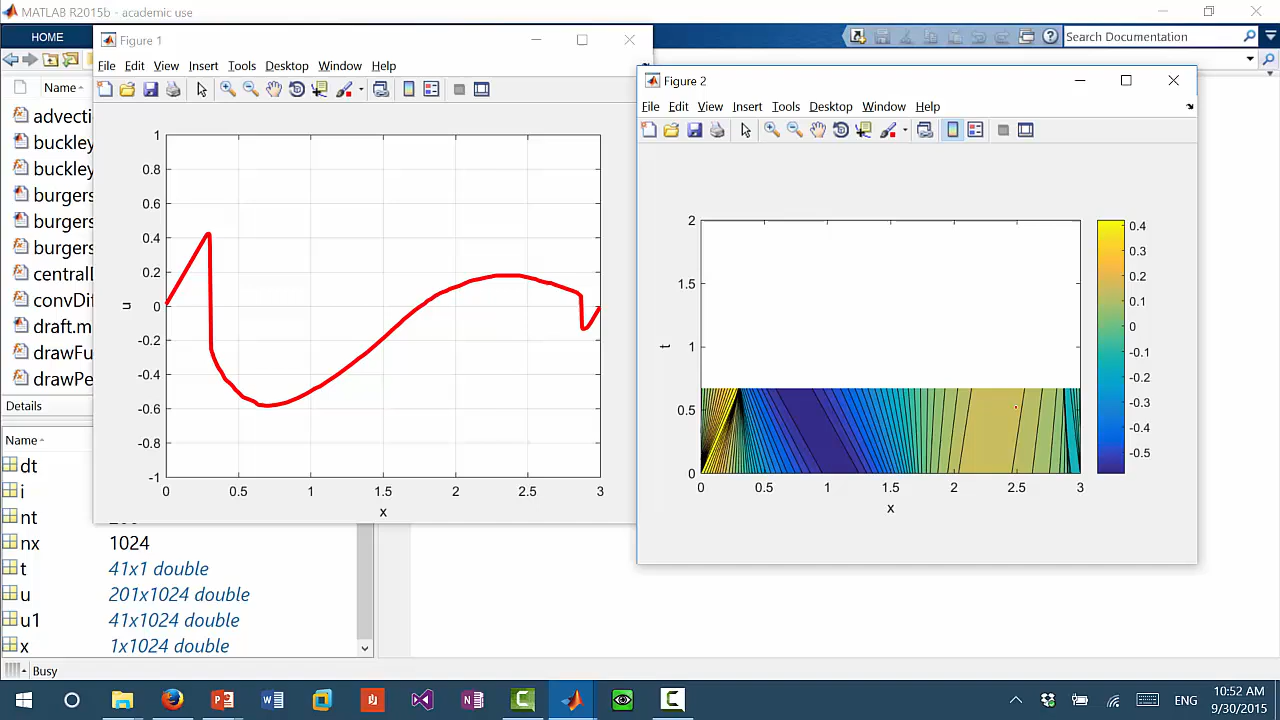 MATLAB R2015b - academic use
HOME
Search Documentation
Name
advecti
buckley
buckley
burgers
burgers
burgers
centralD
convDif
draft.m
drawFu
drawPe
Details
Name
dt
i
nt
nx 1024
t 41x1 double
u 201x1024 double
u1 41x1024 double
x 1x1024 double
Busy
Figure 1
File Edit View Insert Tools Desktop Window Help
1
0.8
0.6
0.4
0.2
0
-0.2
-0.4
-0.6
-0.8
-1
u
0 0.5 1 1.5 2 2.5 3
x
Figure 2
File Edit View Insert Tools Desktop Window Help
2
1.5
1
0.5
0
t
0 0.5 1 1.5 2 2.5 3
x
0.4
0.3
0.2
0.1
0
-0.1
-0.2
-0.3
-0.4
-0.5
ENG
10:52 AM
9/30/2015